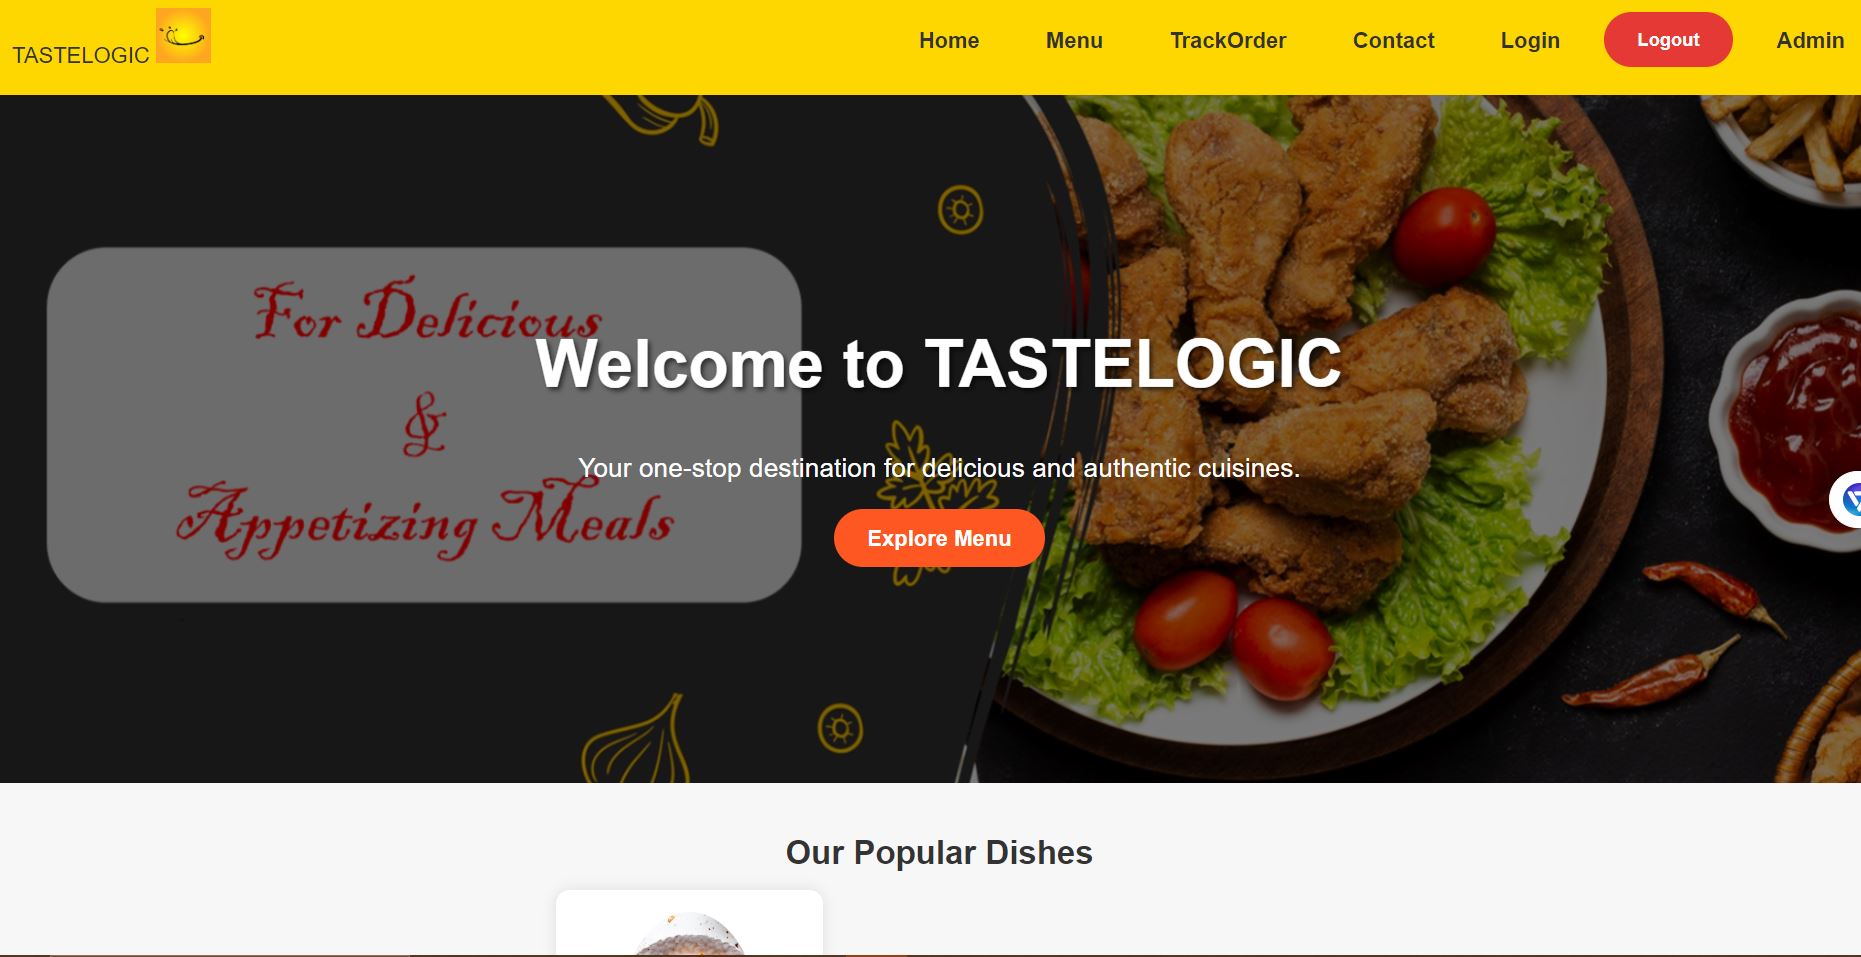 TASTELOGIC
Home Menu TrackOrder Contact Login Logout Admin
For Delicious
&
Appetizing Meals
Welcome to TASTELOGIC
Your one-stop destination for delicious and authentic cuisines.
Explore Menu
Our Popular Dishes